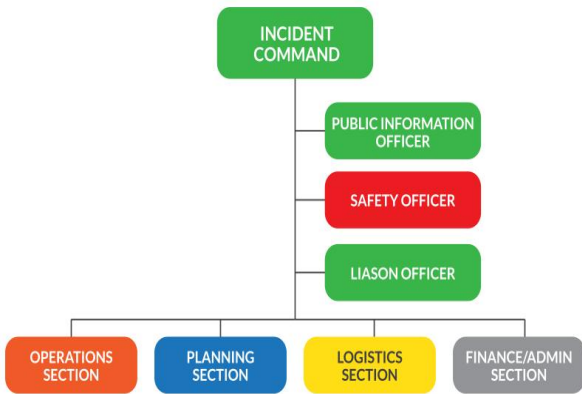 INCIDENT
COMMAND
PUBLIC INFORMATION
OFFICER
SAFETY OFFICER
LIASON OFFICER
OPERATIONS
SECTION
PLANNING
SECTION
LOGISTICS
SECTION
FINANCE/ADMIN
SECTION